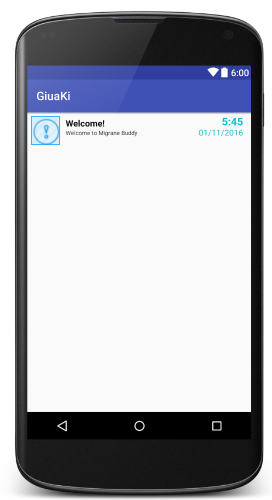 6:00
GiuaKi
Welcome!
5:45
Welcome to Migrane Buddy
01/11/2016